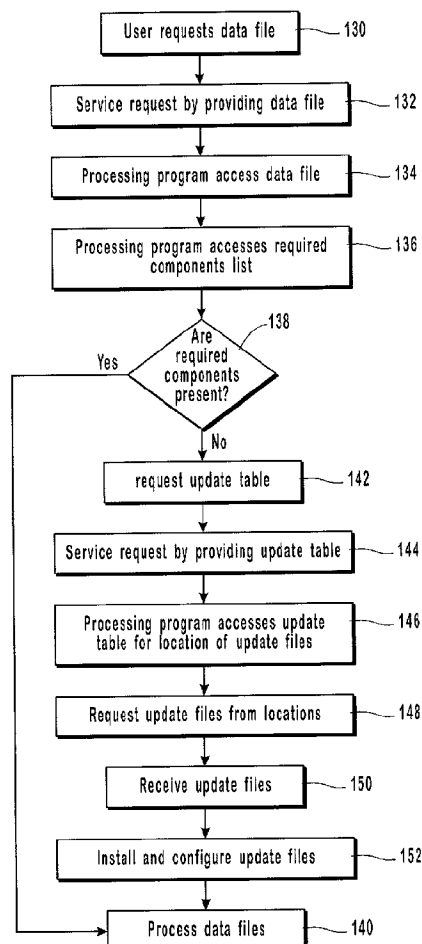 User requests data file
130
Service request by providing data file
132
Processing program access data file
134
Processing program accesses required
components list
136
138
Are
required
components
present?
Yes
No
request update table
142
Service request by providing update table
144
Processing program accesses update
table for location of update files
146
Request update files from locations
148
Receive update files
150
Install and configure update files
152
Process data files
140